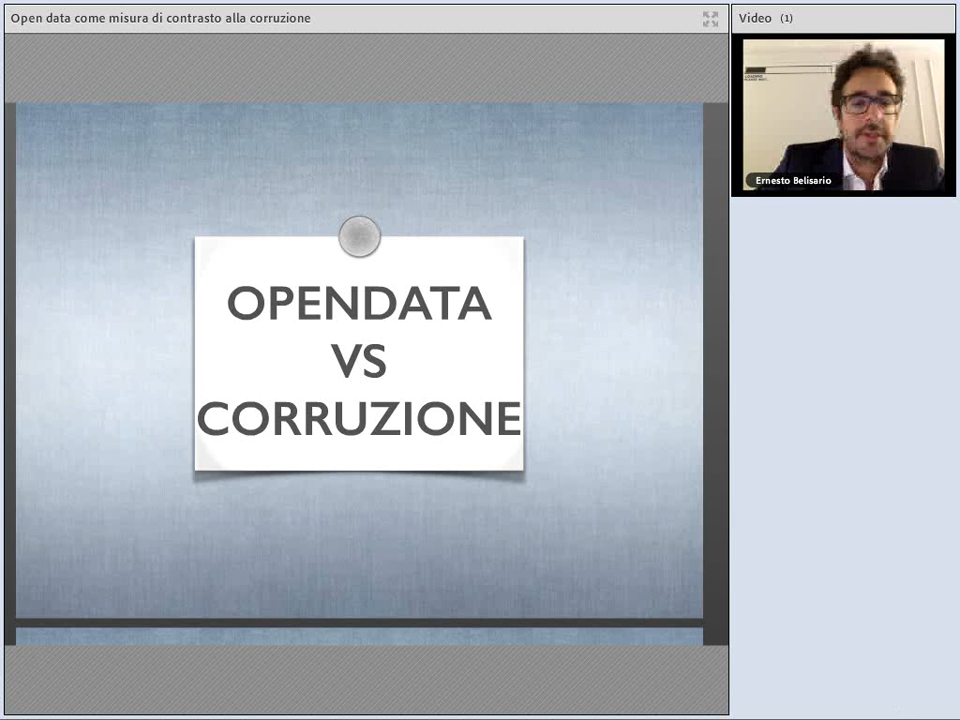 Open data come misura di contrasto alla corruzione
Video (1)
Ernesto Belisario
OPENDATA
VS
CORRUZIONE